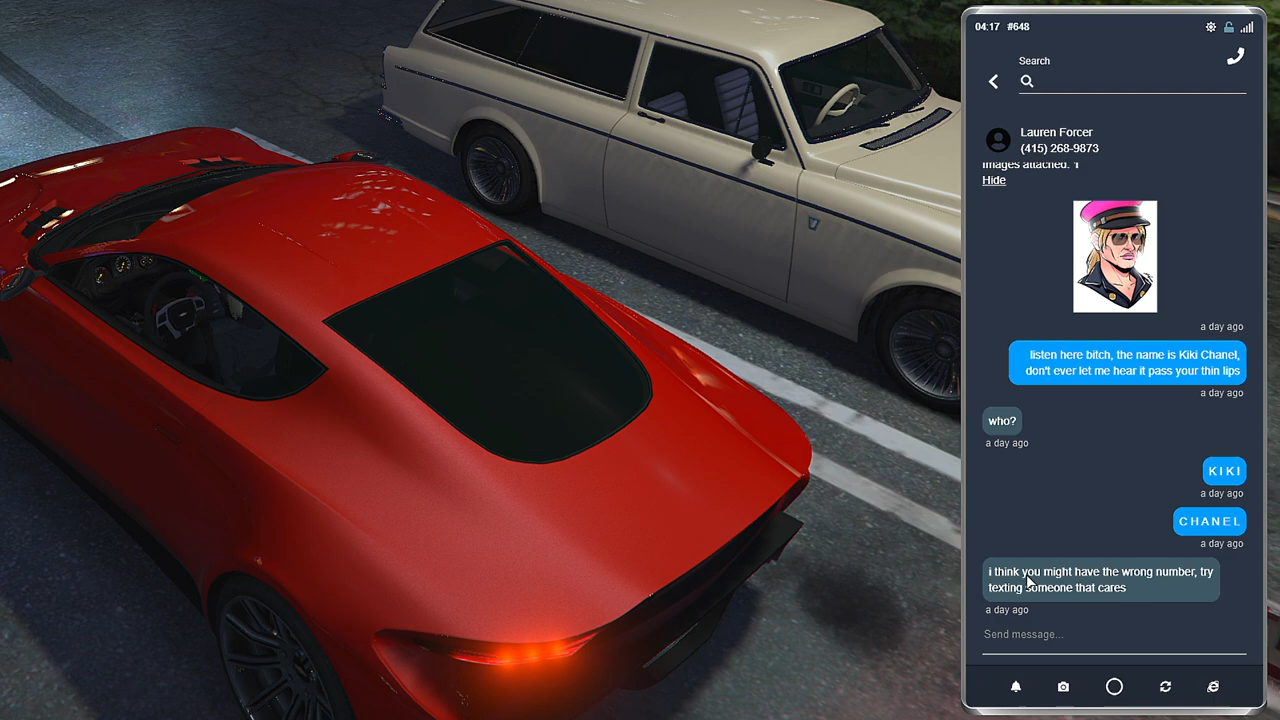 04:17 #648
Search
Lauren Forcer
(415) 268-9873
Images attached: 1
Hide
a day ago
listen here bitch, the name is Kiki Chanel,
don't ever let me hear it pass your thin lips
a day ago
who?
a day ago
K I K I
a day ago
C H A N E L
a day ago
i think you might have the wrong number, try
texting someone that cares
a day ago
Send message...